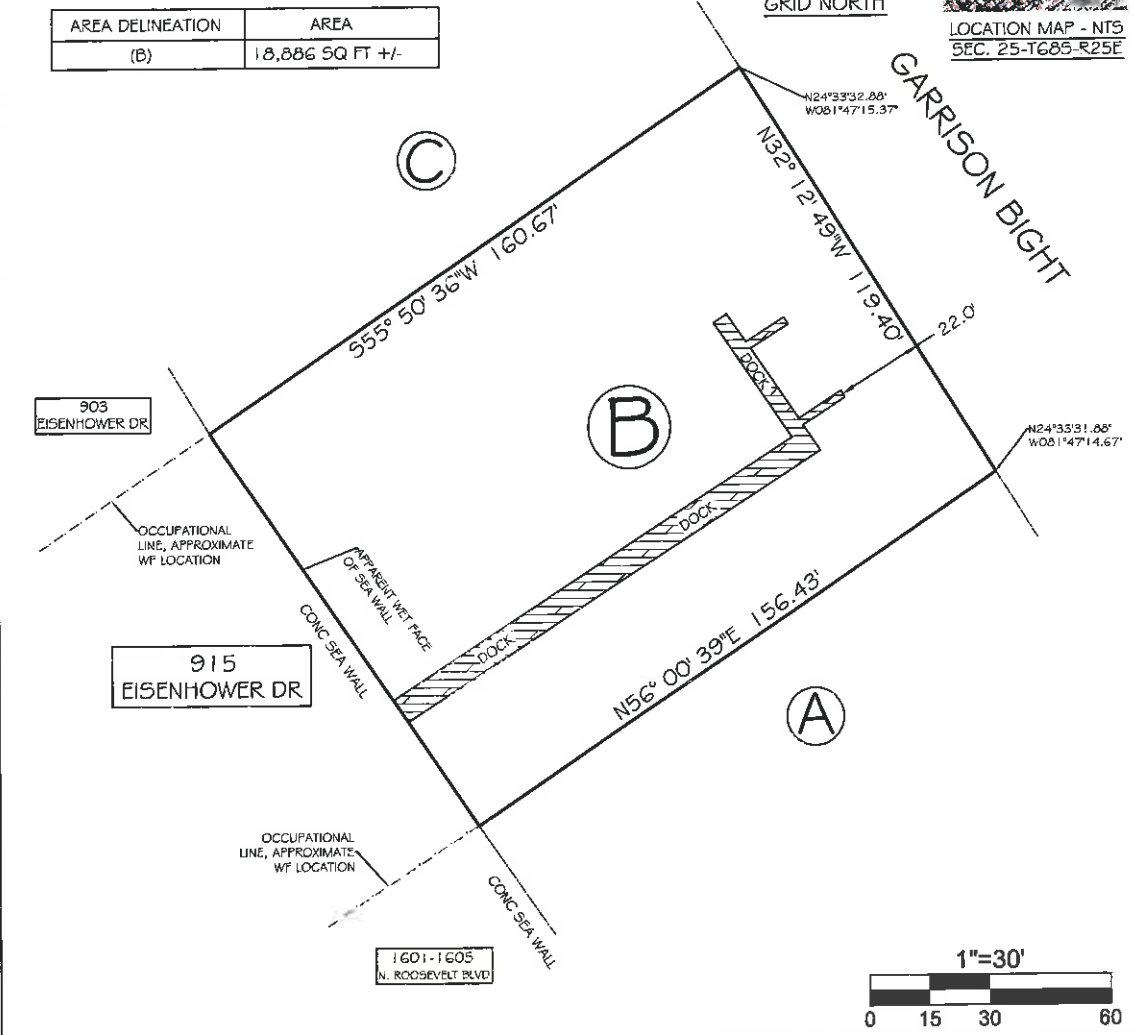 GRID NORTH
LOCATION MAP - NTS
SEC. 25-T68S-R25E
AREA DELINEATION AREA
(B) 18,886 SQ FT +/-
GARRISON BIGHT
N24°33'32.88"
W081°47'15.37"
C
N32° 12' 49"W 119.40'
S55° 50' 36"W 160.67'
22.0'
DOCK
903
EISENHOWER DR
B
N24°33'31.88"
W081°47'14.67"
OCCUPATIONAL
LINE, APPROXIMATE
WF LOCATION
DOCK
APPARENT WET FACE
OF SEA WALL
CONC SEA WALL
N56° 00' 39"E 156.43'
DOCK
915
EISENHOWER DR
A
OCCUPATIONAL
LINE, APPROXIMATE
WF LOCATION
CONC SEA WALL
1601-1605
N. ROOSEVELT BLVD
1"=30'
0 15 30 60